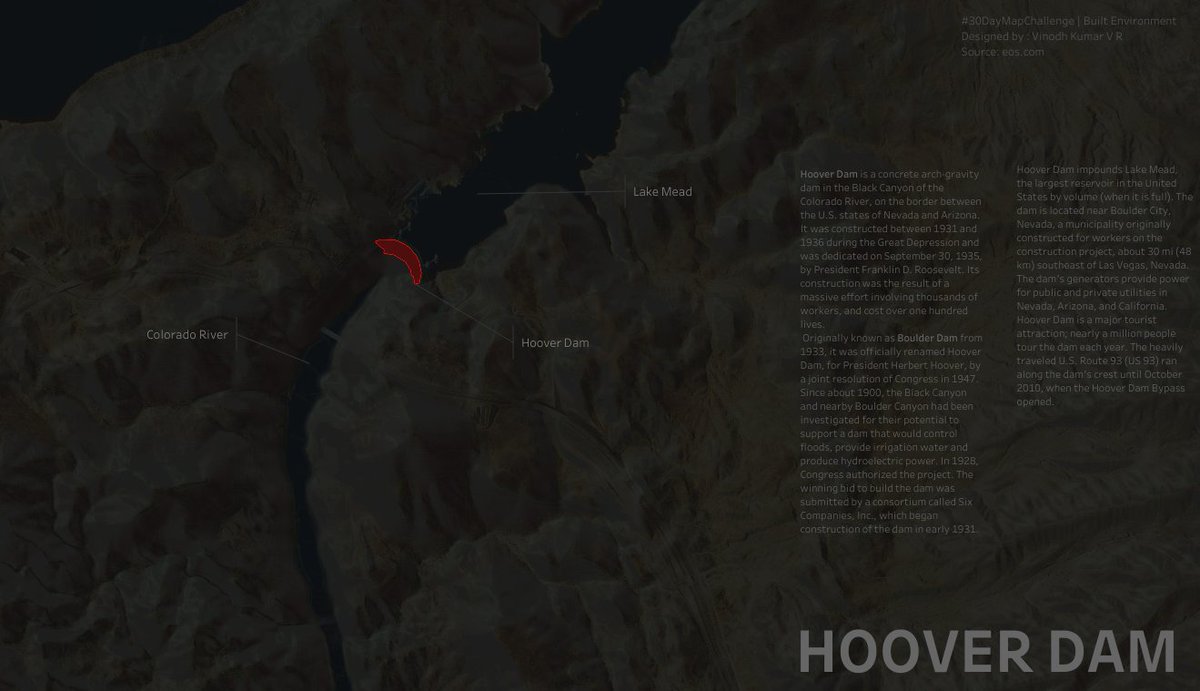 #30DayMapChallenge | Built Environment
Designed by : Vinodh Kumar V R
Source: eos.com
Lake Mead
Colorado River
Hoover Dam
Hoover Dam is a concrete arch-gravity
dam in the Black Canyon of the
Colorado River, on the border between
the U.S. states of Nevada and Arizona.
It was constructed between 1931 and
1936 during the Great Depression and
was dedicated on September 30, 1935,
by President Franklin D. Roosevelt. Its
construction was the result of a
massive effort involving thousands of
workers, and cost over one hundred
lives.
Originally known as Boulder Dam from
1933, it was officially renamed Hoover
Dam, for President Herbert Hoover, by
a joint resolution of Congress in 1947.
Since about 1900, the Black Canyon
and nearby Boulder Canyon had been
investigated for their potential to
support a dam that would control
floods, provide irrigation water and
produce hydroelectric power. In 1928,
Congress authorized the project. The
winning bid to build the dam was
submitted by a consortium called Six
Companies, Inc., which began
construction of the dam in early 1931.
Hoover Dam impounds Lake Mead,
the largest reservoir in the United
States by volume (when it is full). The
dam is located near Boulder City,
Nevada, a municipality originally
constructed for workers on the
construction project, about 30 mi (48
km) southeast of Las Vegas, Nevada.
The dam's generators provide power
for public and private utilities in
Nevada, Arizona, and California.
Hoover Dam is a major tourist
attraction; nearly a million people
tour the dam each year. The heavily
traveled U.S. Route 93 (US 93) ran
along the dam's crest until October
2010, when the Hoover Dam Bypass
opened.
HOOVER DAM